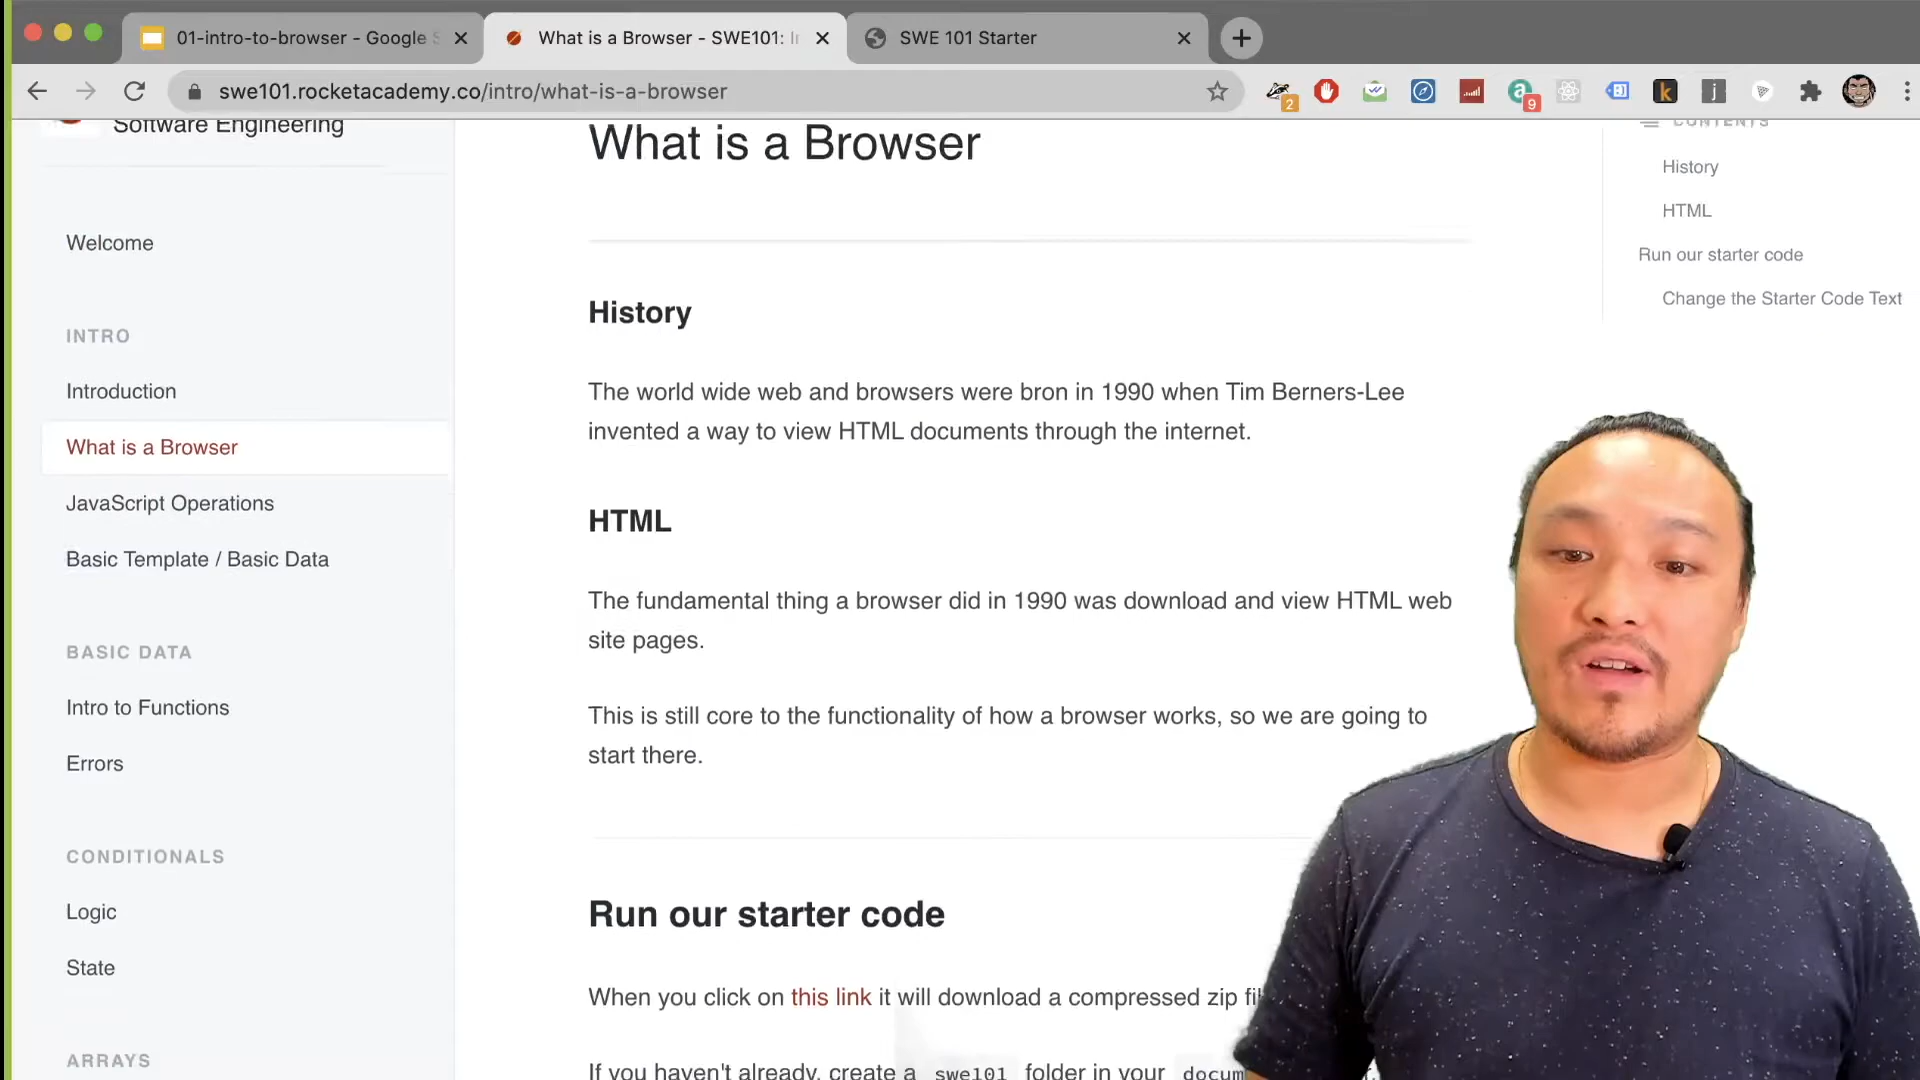 01-intro-to-browser - Google S
What is a Browser - SWE101: In
SWE 101 Starter
swe101.rocketacademy.co/intro/what-is-a-browser
2
9
k
j
Software Engineering
Welcome
INTRO
Introduction
What is a Browser
JavaScript Operations
Basic Template / Basic Data
BASIC DATA
Intro to Functions
Errors
CONDITIONALS
Logic
State
ARRAYS
What is a Browser
History
The world wide web and browsers were bron in 1990 when Tim Berners-Lee
invented a way to view HTML documents through the internet.
HTML
The fundamental thing a browser did in 1990 was download and view HTML web
site pages.
This is still core to the functionality of how a browser works, so we are going to
start there.
Run our starter code
When you click on this link it will download a compressed zip fil
If you haven't already, create a swe101 folder in your docum
CONTENTS
History
HTML
Run our starter code
Change the Starter Code Text